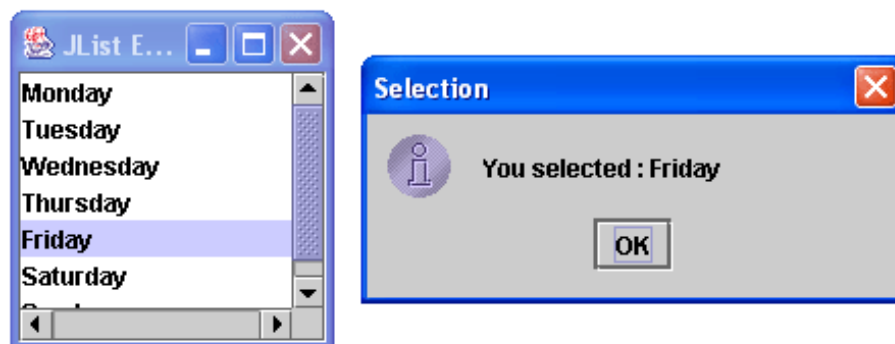 JList E...
Monday
Tuesday
Wednesday
Thursday
Friday
Saturday
Selection
You selected : Friday
OK